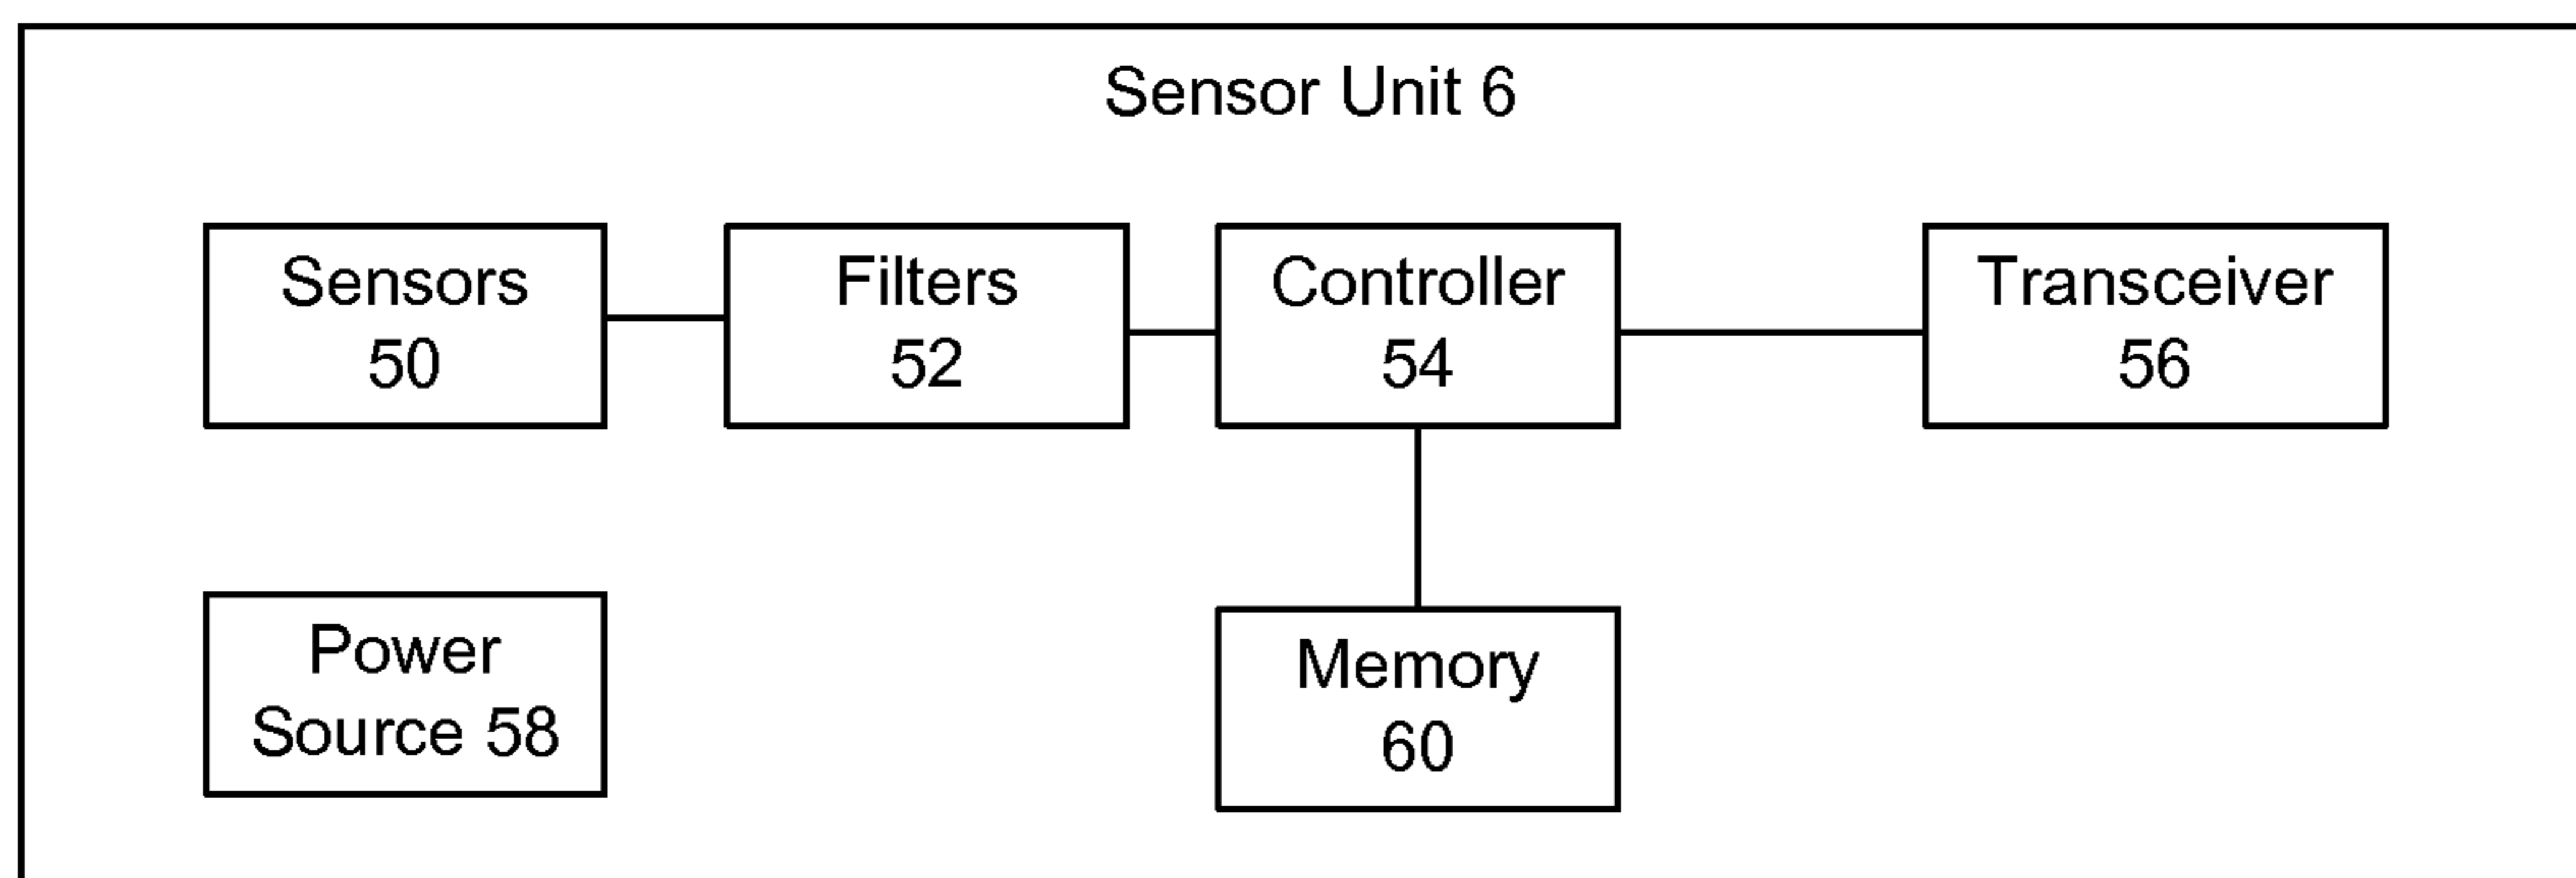 Sensor Unit 6
Sensors
50
Filters
52
Controller
54
Transceiver
56
Power
Source 58
Memory
60